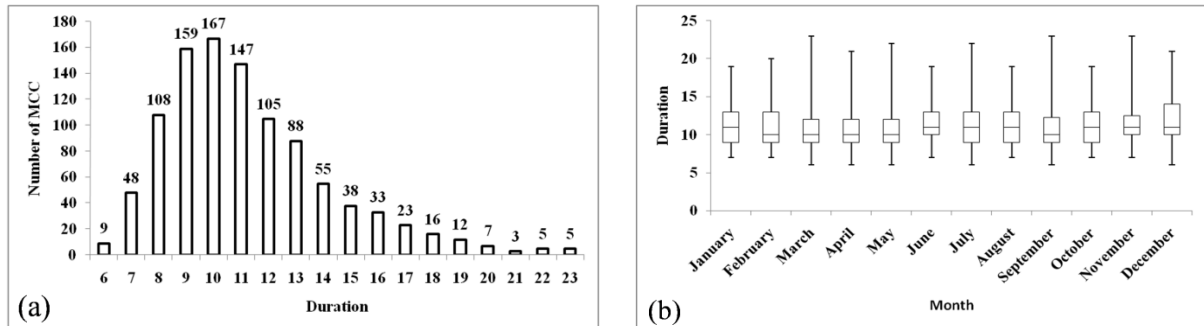 180
160
140
120
100
80
60
40
20
0
Number of MCC
9 48 108 159 167 147 105 88 55 38 33 23 16 12 7 3 5 5
6 7 8 9 10 11 12 13 14 15 16 17 18 19 20 21 22 23
(a)
Duration
25
20
15
10
5
0
Duration
January February March April May June July August September October November December
(b)
Month